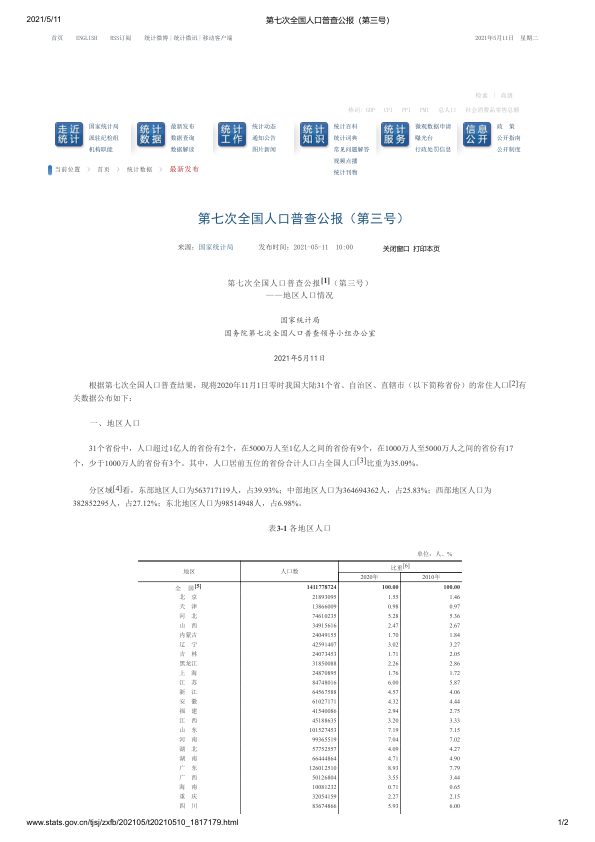 2021/5/11 第七次全国人口普查公报（第三号）
首页 ENGLISH RSS订阅 统计微博 | 统计微讯 | 移动客户端 2021年5月11日 星期二
检索 | 高级
热词：GDP CPI PPI PMI 总人口 社会消费品零售总额
走近统计 国家统计局 派驻纪检组 机构职能
统计数据 最新发布 数据查询 数据解读
统计工作 统计动态 通知公告 图片新闻
统计知识 统计百科 统计词典 常见问题解答 视频点播 统计刊物
统计服务 微观数据申请 曝光台 行政处罚信息
信息公开 政 策 公开指南 公开制度
当前位置 > 首页 > 统计数据 > 最新发布
第七次全国人口普查公报（第三号）
来源：国家统计局 发布时间：2021-05-11 10:00 关闭窗口 打印本页
第七次全国人口普查公报[1]（第三号）
——地区人口情况
国家统计局
国务院第七次全国人口普查领导小组办公室
2021年5月11日
根据第七次全国人口普查结果，现将2020年11月1日零时我国大陆31个省、自治区、直辖市（以下简称省份）的常住人口[2]有
关数据公布如下：
一、地区人口
31个省份中，人口超过1亿人的省份有2个，在5000万人至1亿人之间的省份有9个，在1000万人至5000万人之间的省份有17
个，少于1000万人的省份有3个。其中，人口居前五位的省份合计人口占全国人口[3]比重为35.09%。
分区域[4]看，东部地区人口为563717119人，占39.93%；中部地区人口为364694362人，占25.83%；西部地区人口为
382852295人，占27.12%；东北地区人口为98514948人，占6.98%。
表3-1 各地区人口
单位：人、%
地区 人口数 比重[6]
2020年 2010年
全 国[5] 1411778724 100.00 100.00
北 京 21893095 1.55 1.46
天 津 13866009 0.98 0.97
河 北 74610235 5.28 5.36
山 西 34915616 2.47 2.67
内蒙古 24049155 1.70 1.84
辽 宁 42591407 3.02 3.27
吉 林 24073453 1.71 2.05
黑龙江 31850088 2.26 2.86
上 海 24870895 1.76 1.72
江 苏 84748016 6.00 5.87
浙 江 64567588 4.57 4.06
安 徽 61027171 4.32 4.44
福 建 41540086 2.94 2.75
江 西 45188635 3.20 3.33
山 东 101527453 7.19 7.15
河 南 99365519 7.04 7.02
湖 北 57752557 4.09 4.27
湖 南 66444864 4.71 4.90
广 东 126012510 8.93 7.79
广 西 50126804 3.55 3.44
海 南 10081232 0.71 0.65
重 庆 32054159 2.27 2.15
四 川 83674866 5.93 6.00
www.stats.gov.cn/tjsj/zxfb/202105/t20210510_1817179.html 1/2